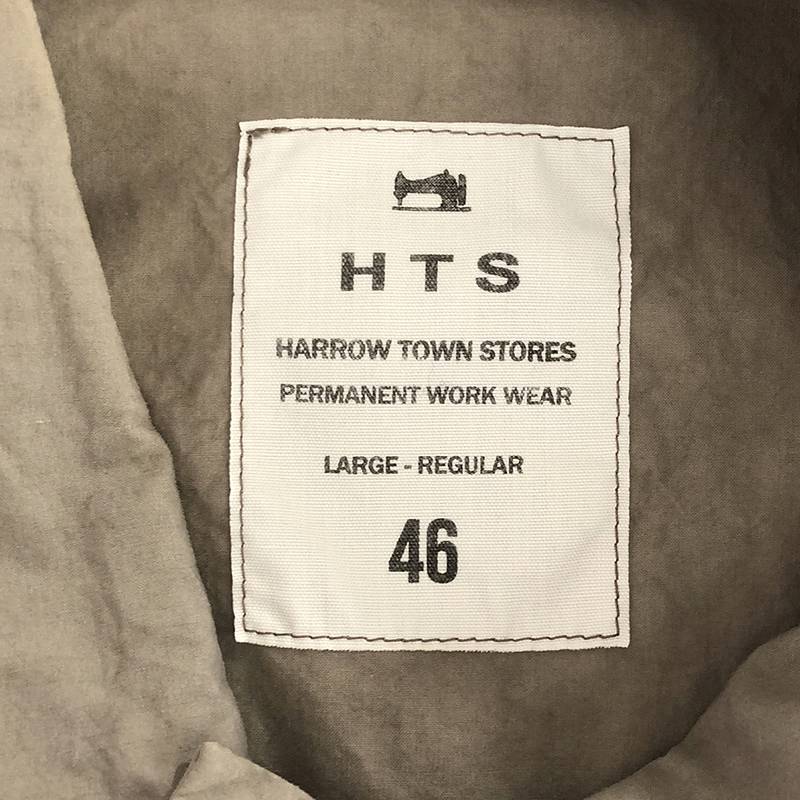 HTS
HARROW TOWN STORES
PERMANENT WORK WEAR
LARGE - REGULAR
46